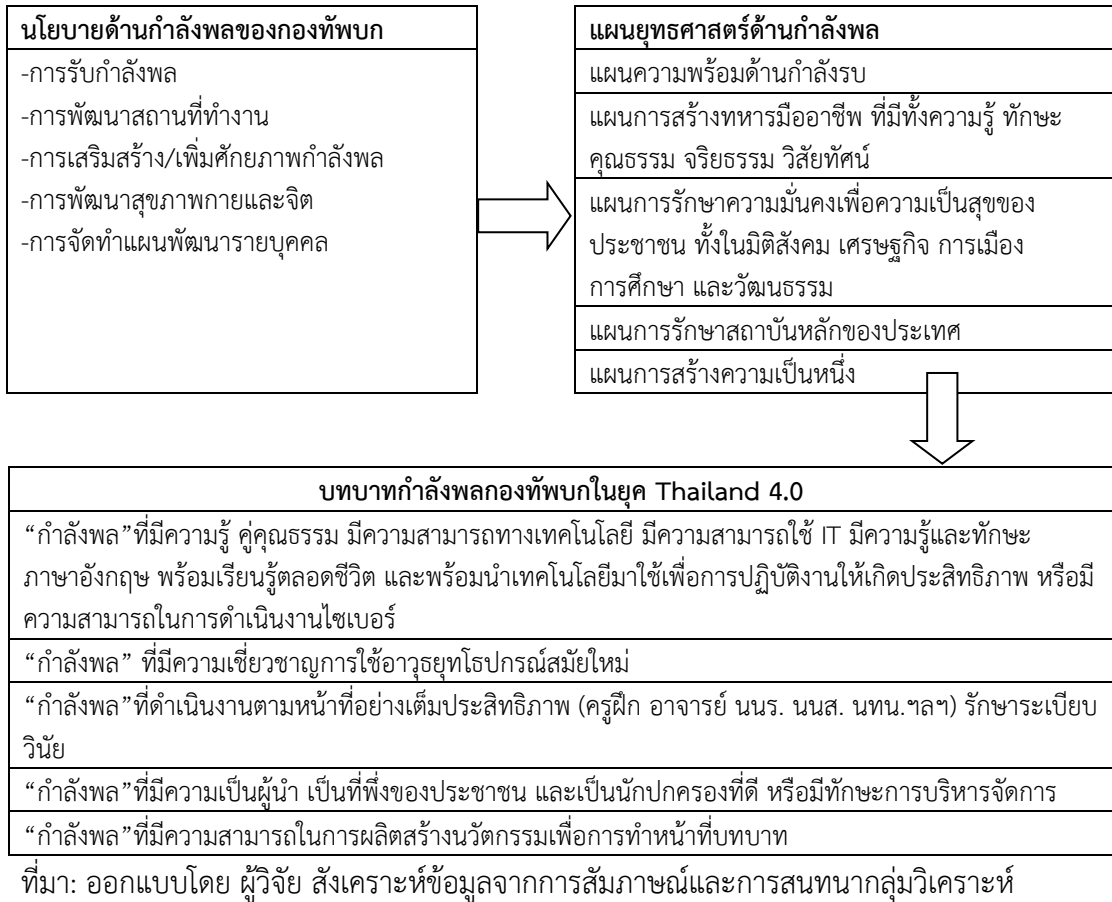 นโยบายด้านกำลังพลของกองทัพบก
-การรับกำลังพล
-การพัฒนาสถานที่ทำงาน
-การเสริมสร้าง/เพิ่มศักยภาพกำลังพล
-การพัฒนาสุขภาพกายและจิต
-การจัดทำแผนพัฒนารายบุคคล
แผนยุทธศาสตร์ด้านกำลังพล
แผนความพร้อมด้านกำลังรบ
แผนการสร้างทหารมืออาชีพ ที่มีทั้งความรู้ ทักษะ
คุณธรรม จริยธรรม วิสัยทัศน์
แผนการรักษาความมั่นคงเพื่อความเป็นสุขของ
ประชาชน ทั้งในมิติสังคม เศรษฐกิจ การเมือง
การศึกษา และวัฒนธรรม
แผนการรักษาสถาบันหลักของประเทศ
แผนการสร้างความเป็นหนึ่ง
บทบาทกำลังพลกองทัพบกในยุค Thailand 4.0
“กำลังพล”ที่มีความรู้ คู่คุณธรรม มีความสามารถทางเทคโนโลยี มีความสามารถใช้ IT มีความรู้และทักษะ
ภาษาอังกฤษ พร้อมเรียนรู้ตลอดชีวิต และพร้อมนำเทคโนโลยีมาใช้เพื่อการปฏิบัติงานให้เกิดประสิทธิภาพ หรือมี
ความสามารถในการดำเนินงานไซเบอร์
“กำลังพล” ที่มีความเชี่ยวชาญการใช้อาวุธยุทโธปกรณ์สมัยใหม่
“กำลังพล”ที่ดำเนินงานตามหน้าที่อย่างเต็มประสิทธิภาพ (ครูฝึก อาจารย์ นนร. นนส. นทน.ฯลฯ) รักษาระเบียบ
วินัย
“กำลังพล”ที่มีความเป็นผู้นำ เป็นที่พึ่งของประชาชน และเป็นนักปกครองที่ดี หรือมีทักษะการบริหารจัดการ
“กำลังพล”ที่มีความสามารถในการผลิตสร้างนวัตกรรมเพื่อการทำหน้าที่บทบาท
ที่มา: ออกแบบโดย ผู้วิจัย สังเคราะห์ข้อมูลจากการสัมภาษณ์และการสนทนากลุ่มวิเคราะห์